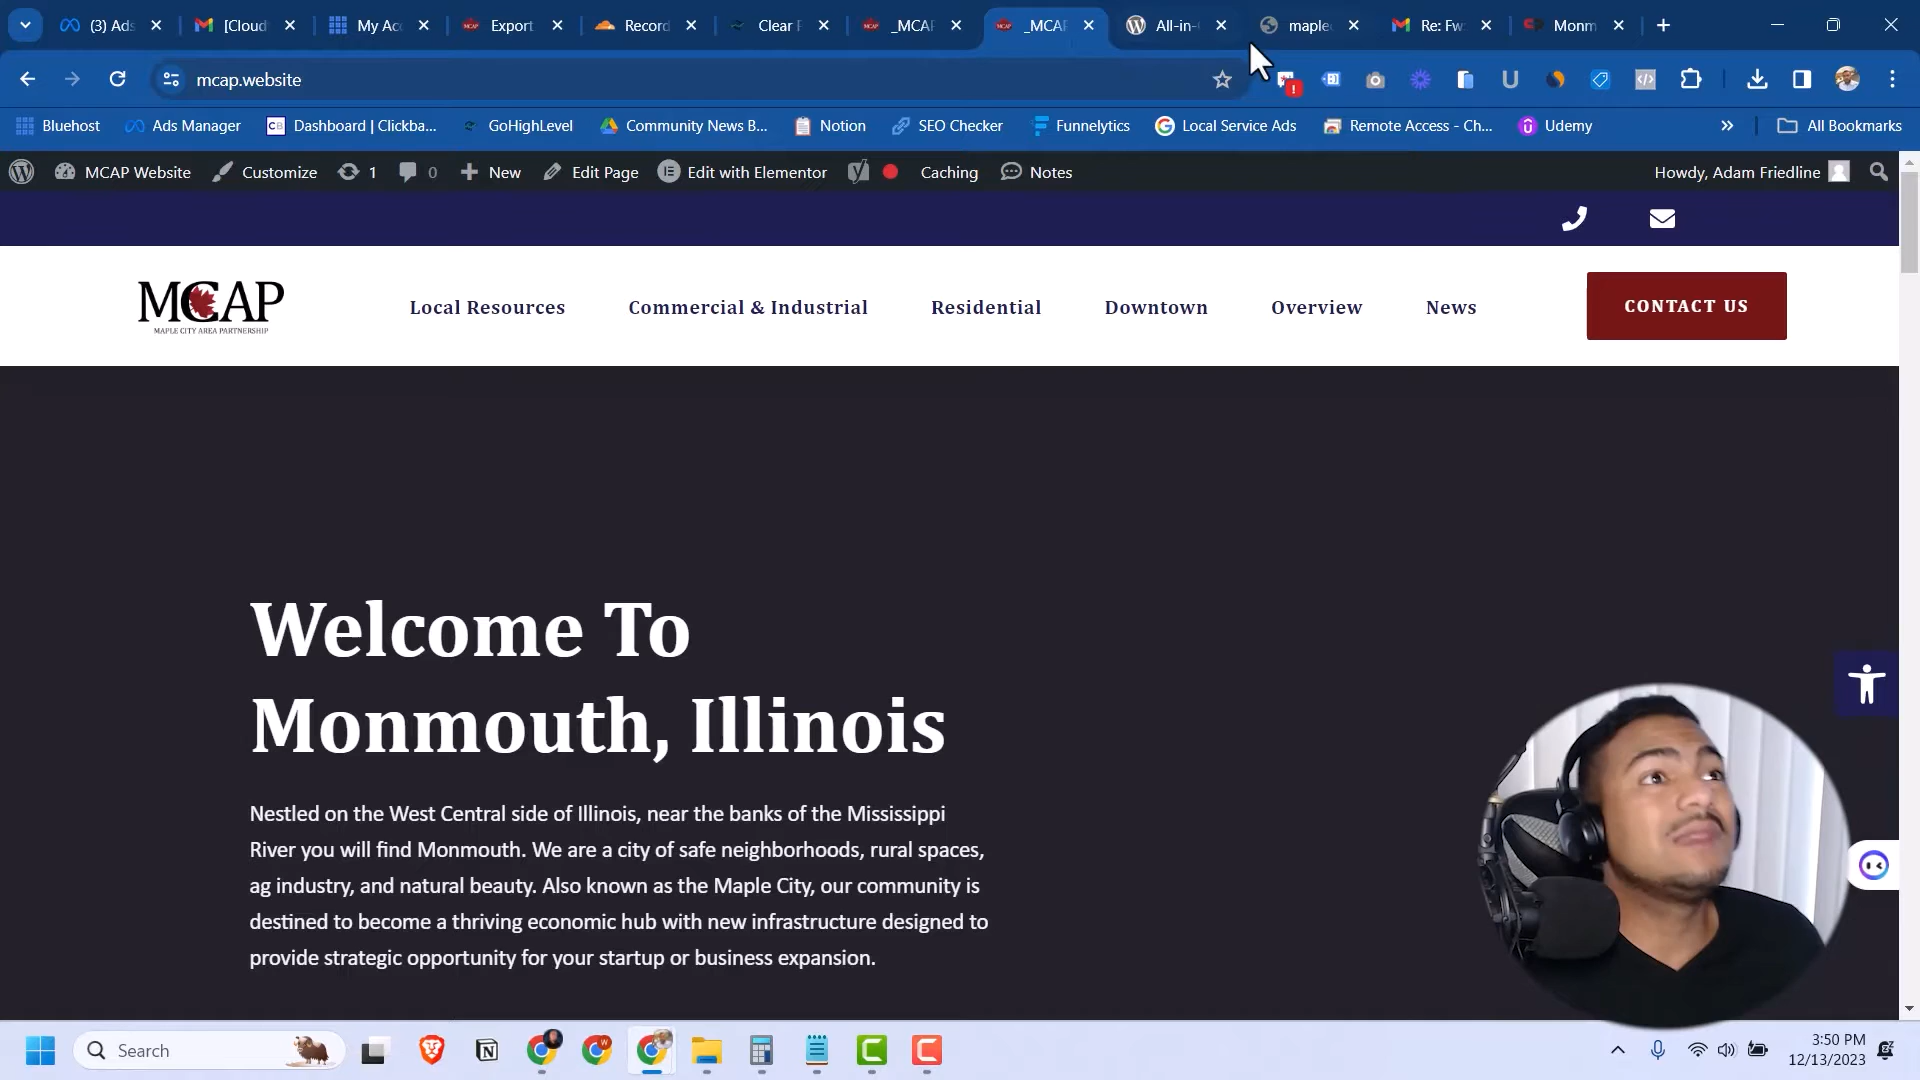 (3) Ads
[Cloud
My Acc
Export
Record
Clear
_MCAP
_MCAP
All-in-
maple
Re: Fw:
Monm
mcap.website
Bluehost
Ads Manager
Dashboard | Clickba...
GoHighLevel
Community News B...
Notion
SEO Checker
Funnelytics
Local Service Ads
Remote Access - Ch...
Udemy
All Bookmarks
MCAP Website
Customize
1
0
New
Edit Page
Edit with Elementor
Caching
Notes
Howdy, Adam Friedline
MCAP
MAPLE CITY AREA PARTNERSHIP
Local Resources
Commercial & Industrial
Residential
Downtown
Overview
News
CONTACT US
Welcome To
Monmouth, Illinois
Nestled on the West Central side of Illinois, near the banks of the Mississippi
River you will find Monmouth. We are a city of safe neighborhoods, rural spaces,
ag industry, and natural beauty. Also known as the Maple City, our community is
destined to become a thriving economic hub with new infrastructure designed to
provide strategic opportunity for your startup or business expansion.
Search
3:50 PM
12/13/2023